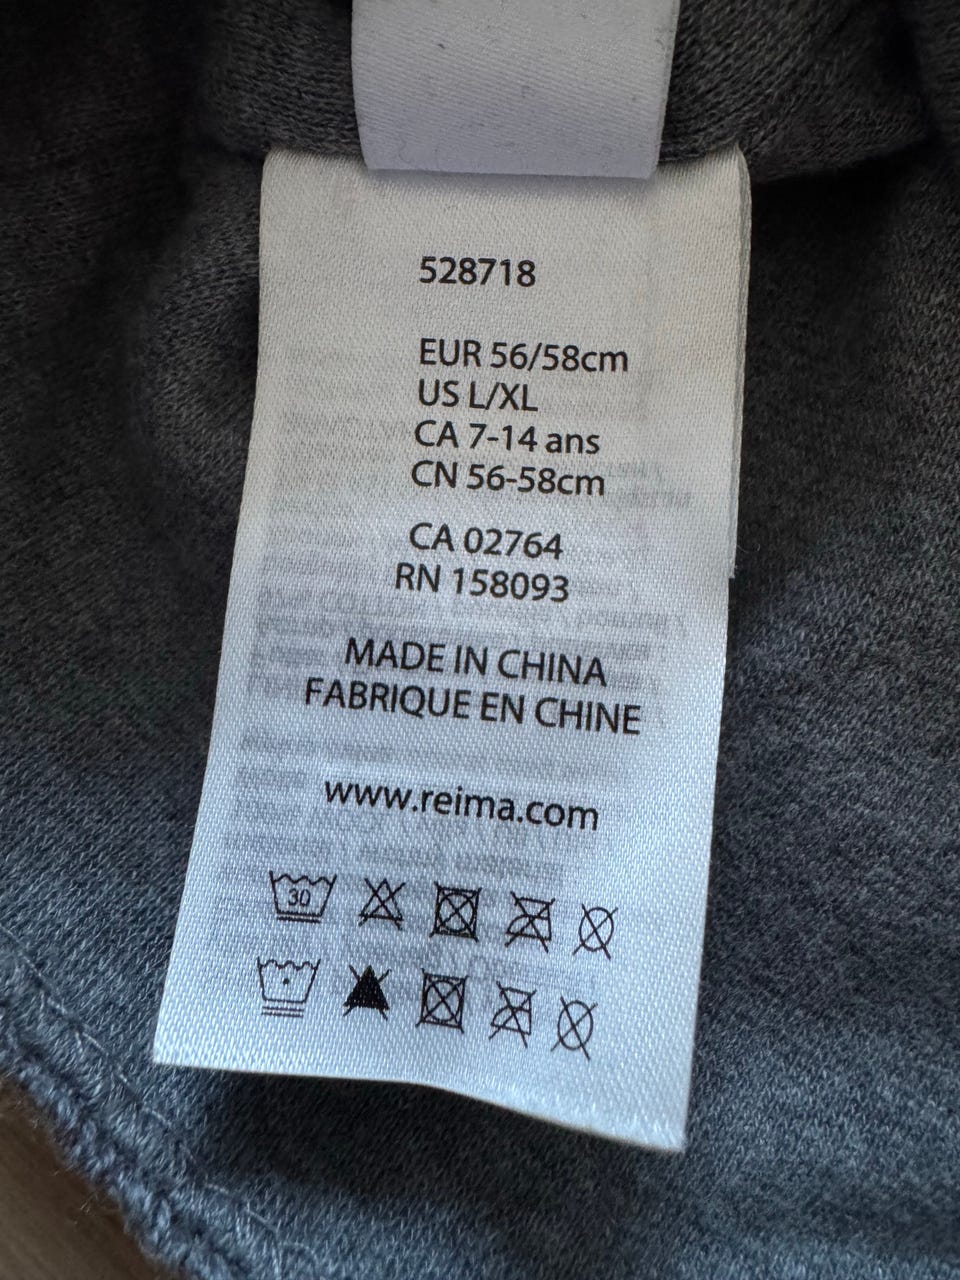 528718
EUR 56/58cm
US L/XL
CA 7-14 ans
CN 56-58cm
CA 02764
RN 158093
MADE IN CHINA
FABRIQUE EN CHINE
www.reima.com
30